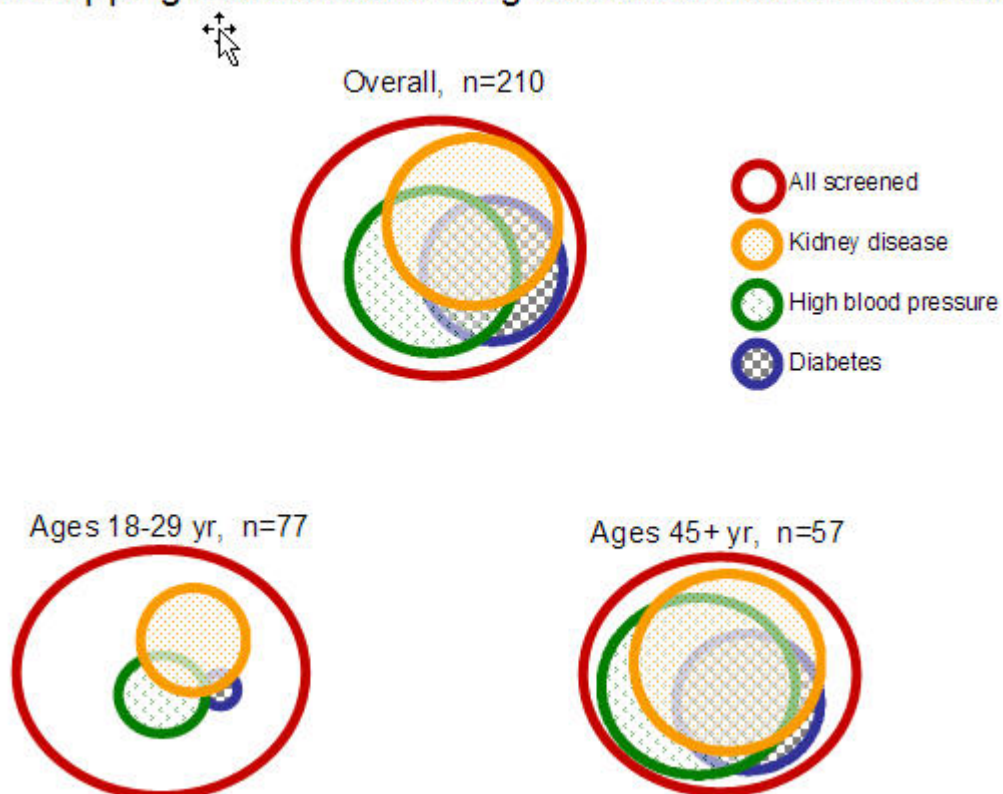 Overall, n=210
All screened
Kidney disease
High blood pressure
Diabetes
Ages 18-29 yr, n=77
Ages 45+ yr, n=57